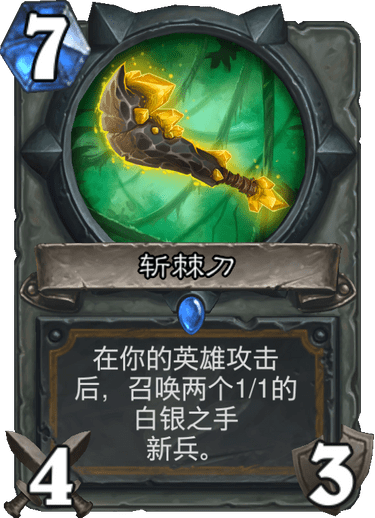 7
斩棘刀
在你的英雄攻击
后，召唤两个1/1的
白银之手
新兵。
4
3